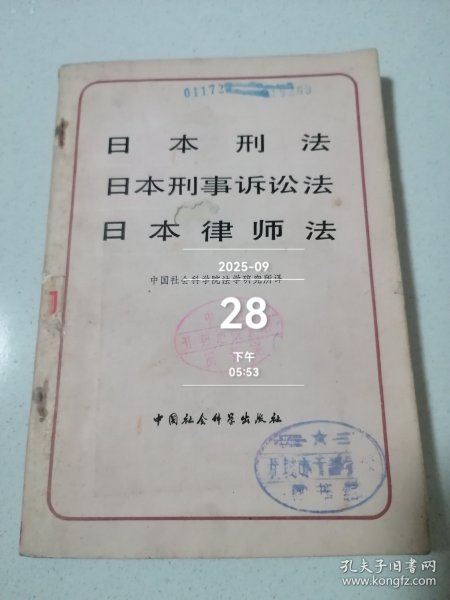 日本刑法
日本刑事诉讼法
日本律师法
2025-09
中国社会科学院法学研究所译
28
下午
05:53
中国社会科学出版社
孔夫子旧书网
www.kongfz.com